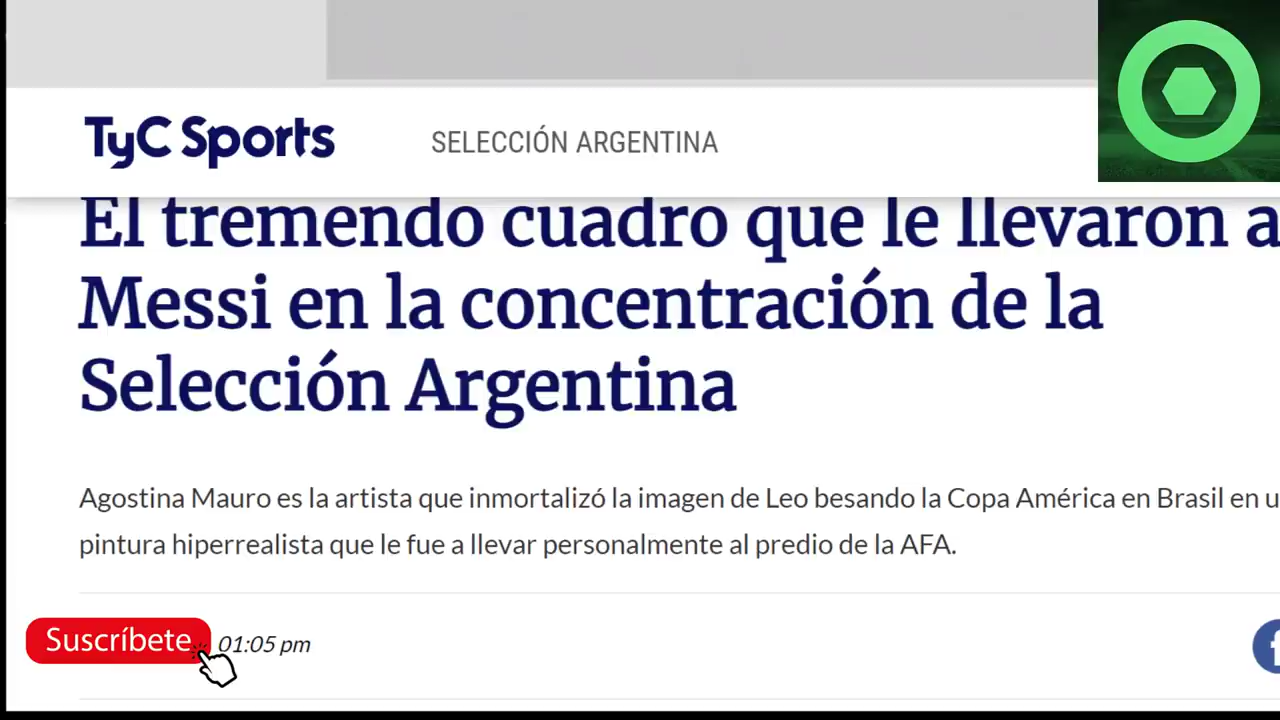 TyC Sports
SELECCIÓN ARGENTINA
El tremendo cuadro que le llevaron a
Messi en la concentración de la
Selección Argentina
Agostina Mauro es la artista que inmortalizó la imagen de Leo besando la Copa América en Brasil en u
pintura hiperrealista que le fue a llevar personalmente al predio de la AFA.
Suscríbete 01:05 pm